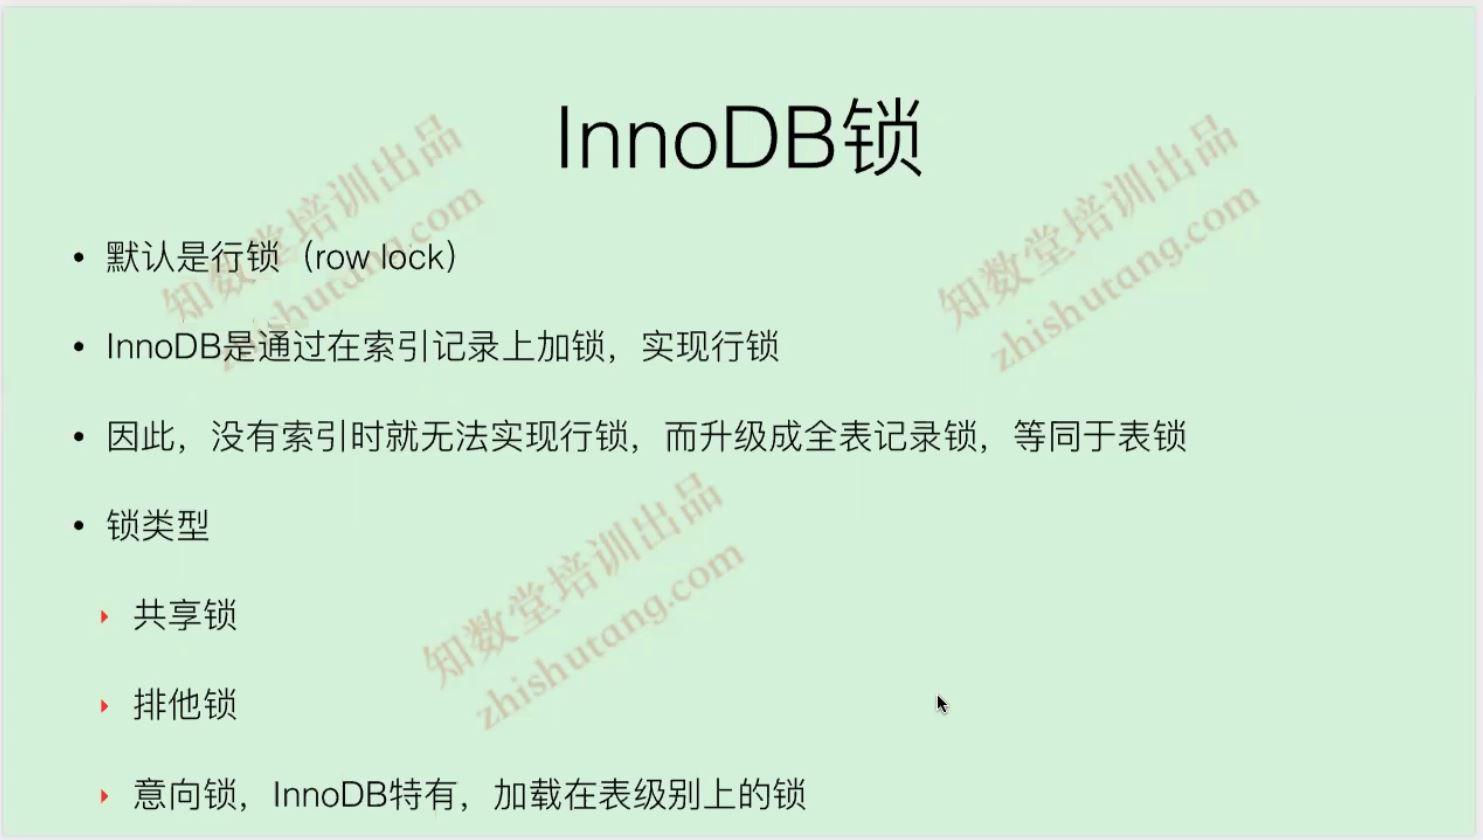 InnoDB锁
• 默认是行锁（row lock）
• InnoDB是通过在索引记录上加锁，实现行锁
• 因此，没有索引时就无法实现行锁，而升级成全表记录锁，等同于表锁
• 锁类型
‣ 共享锁
‣ 排他锁
‣ 意向锁，InnoDB特有，加载在表级别上的锁
知数堂培训出品
zhishutang.com
知数堂培训出品
zhishutang.com
知数堂培训出品
zhishutang.com